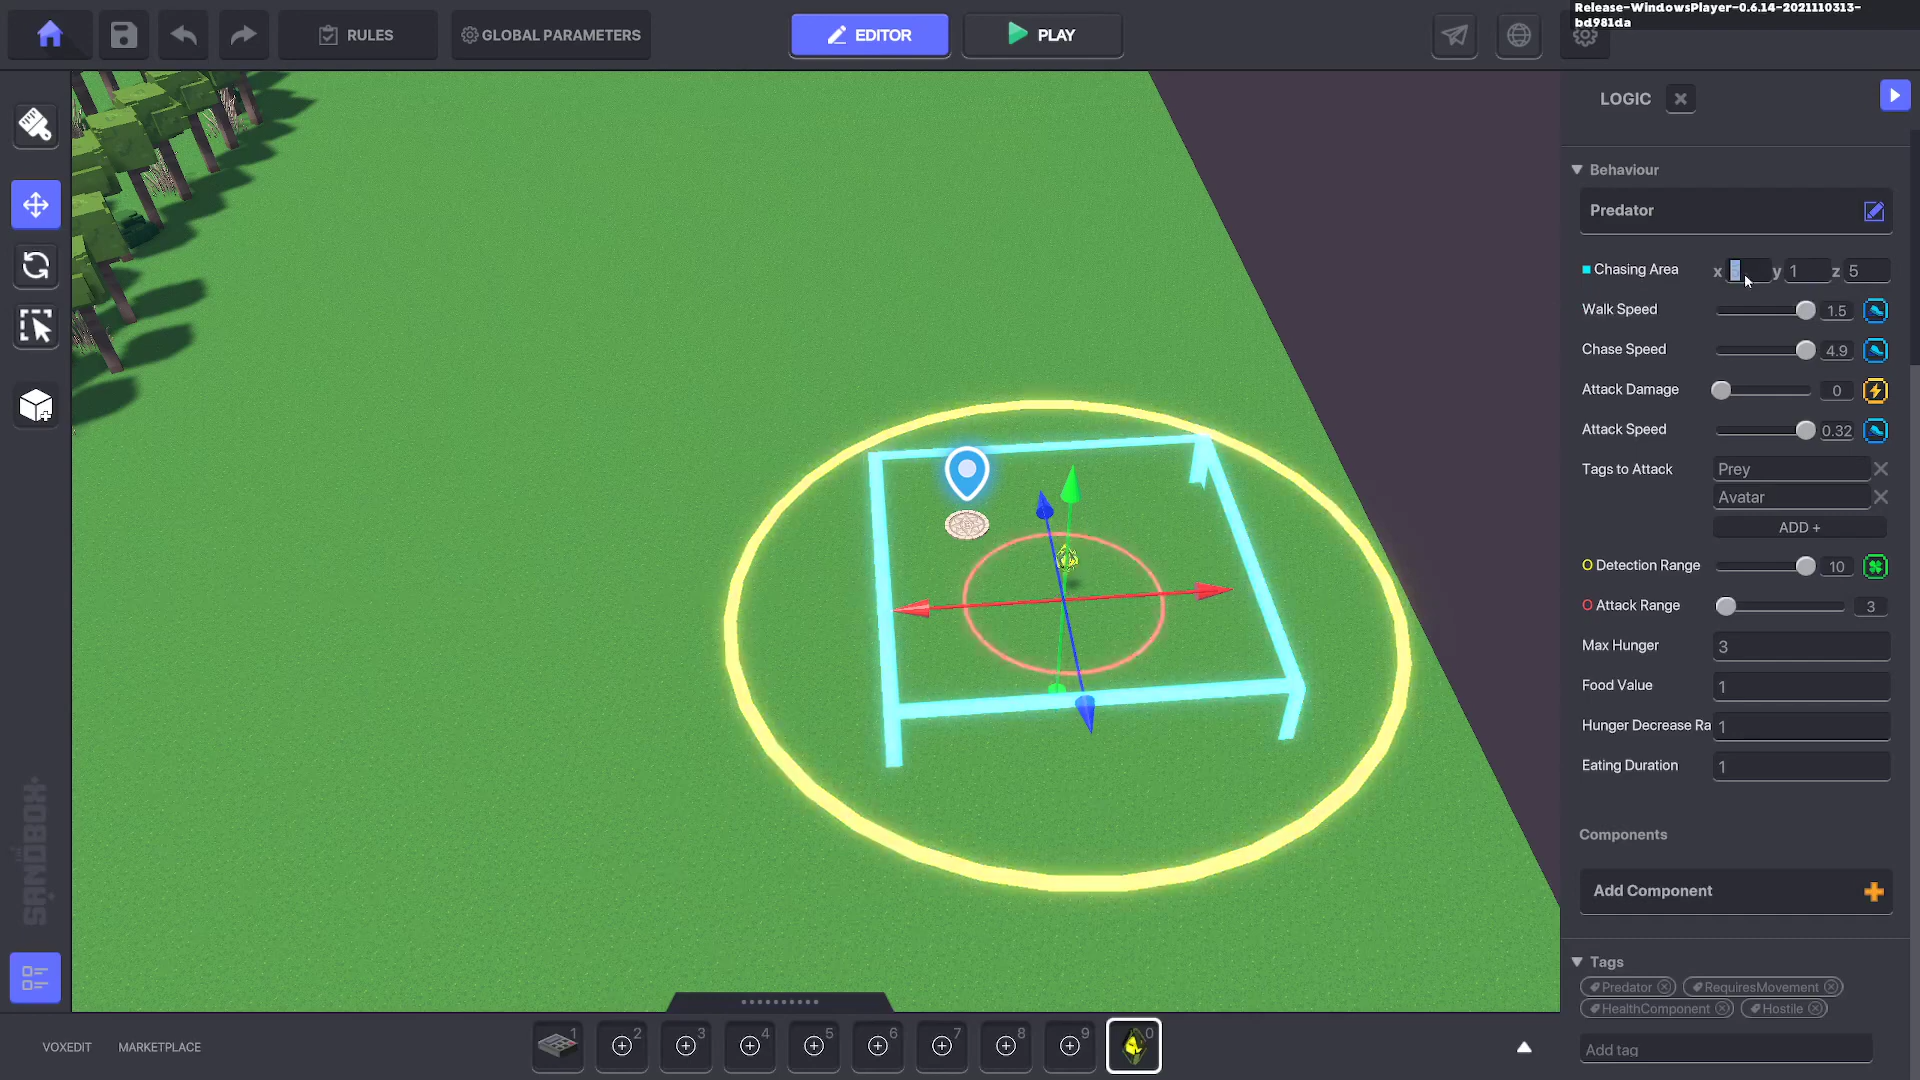 Release-WindowsPlayer-0.6.14-2021110313-
bd981da
RULES
GLOBAL PARAMETERS
EDITOR
PLAY
LOGIC
Behaviour
Predator
Chasing Area x y 1 z 5
Walk Speed 1.5
Chase Speed 4.9
Attack Damage 0
Attack Speed 0.32
Tags to Attack Prey
Avatar
ADD +
Detection Range 10
Attack Range 3
Max Hunger 3
Food Value 1
Hunger Decrease Ra 1
Eating Duration 1
Components
Add Component
Tags
Predator RequiresMovement
HealthComponent Hostile
Add tag
THE SANDBOX
VOXEDIT MARKETPLACE
1 2 3 4 5 6 7 8 9 0